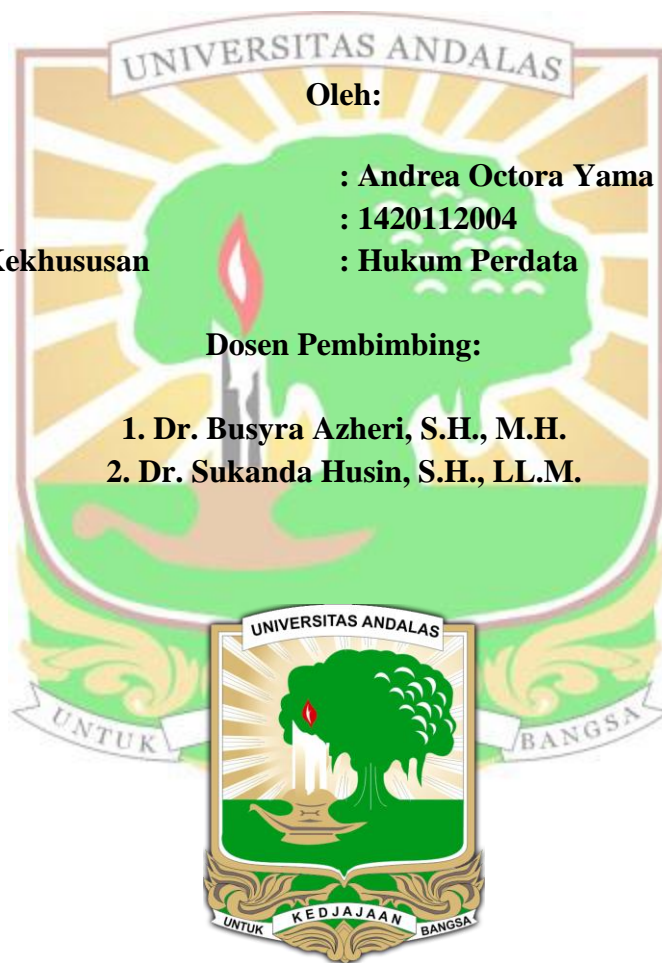 UNIVERSITAS ANDALAS
Oleh:
: Andrea Octora Yama
: 1420112004
Kekhususan : Hukum Perdata
Dosen Pembimbing:
1. Dr. Busyra Azheri, S.H., M.H.
2. Dr. Sukanda Husin, S.H., LL.M.
UNIVERSITAS ANDALAS
UNTUK BANGSA
UNTUK KEDJAJAAN BANGSA